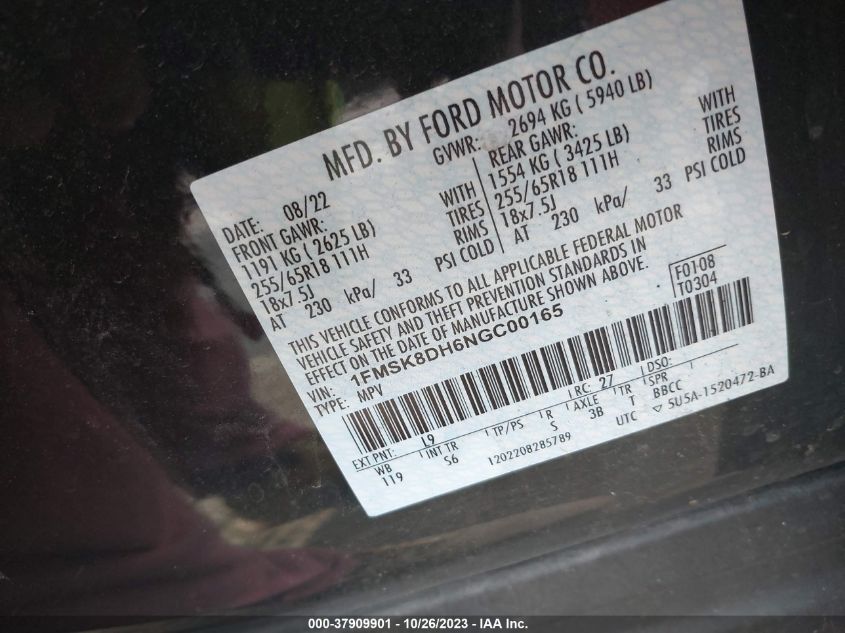 MFD. BY FORD MOTOR CO.
DATE: 08/22
FRONT GAWR:
1191 KG ( 2625 LB) WITH
255/65R18 111H TIRES
18x7.5J RIMS
AT 230 kPa/ 33 PSI COLD
GVWR: 2694 KG ( 5940 LB)
REAR GAWR:
1554 KG ( 3425 LB) WITH
255/65R18 111H TIRES
18x7.5J RIMS
AT 230 kPa/ 33 PSI COLD
THIS VEHICLE CONFORMS TO ALL APPLICABLE FEDERAL MOTOR
VEHICLE SAFETY AND THEFT PREVENTION STANDARDS IN
EFFECT ON THE DATE OF MANUFACTURE SHOWN ABOVE.
VIN: 1FMSK8DH6NGC00165
TYPE: MPV
F0108
T0304
EXT PNT: 19 RC: 27 DSO:
WB INT TR TP/PS R AXLE TR SPR
119 S6 S 3B T BBCC
1202208285789 UTC ▽ 5U5A-1520472-BA
000-37909901 - 10/26/2023 - IAA Inc.